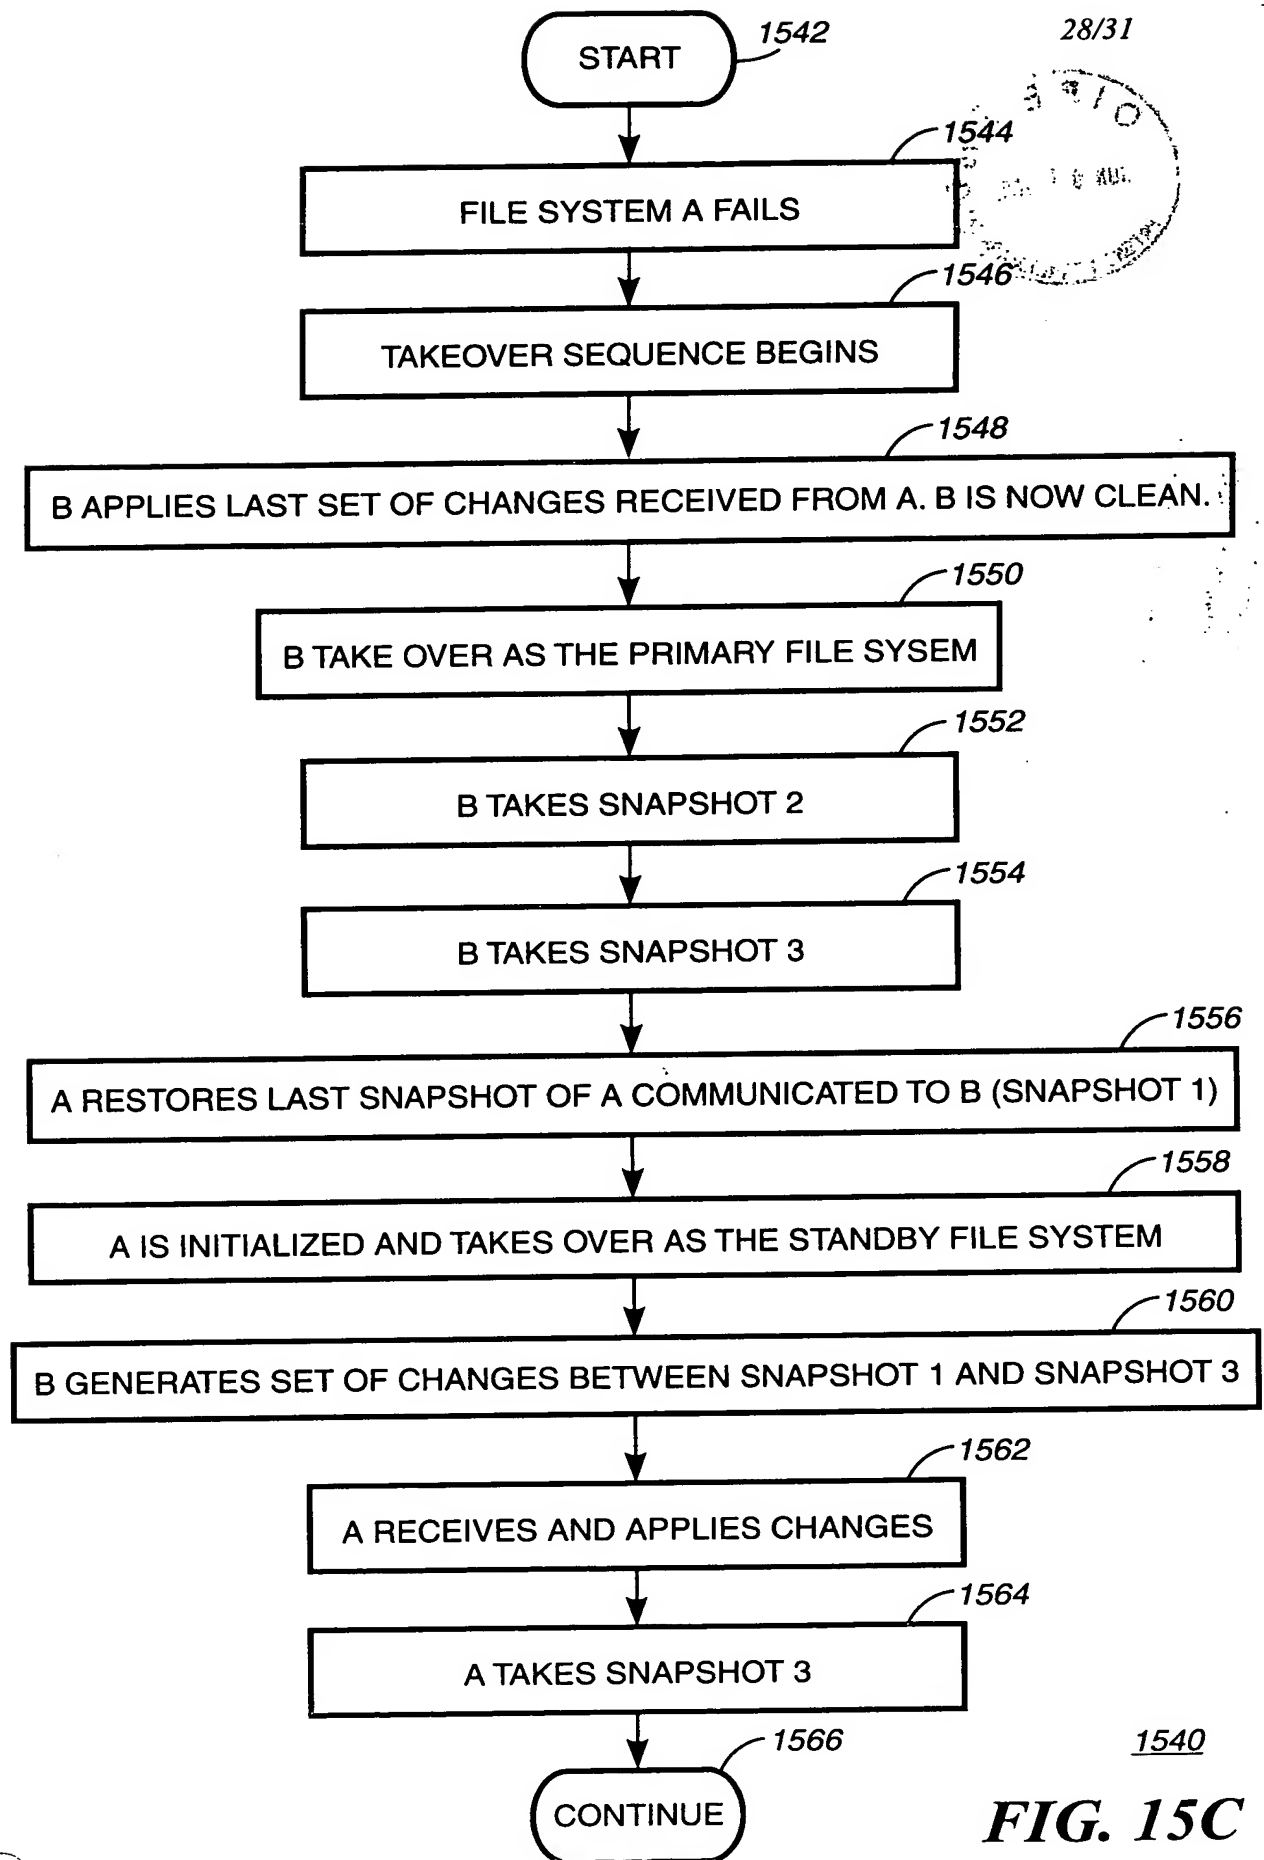 START
1542
28/31
1544
FILE SYSTEM A FAILS
1546
TAKEOVER SEQUENCE BEGINS
1548
B APPLIES LAST SET OF CHANGES RECEIVED FROM A. B IS NOW CLEAN.
1550
B TAKE OVER AS THE PRIMARY FILE SYSEM
1552
B TAKES SNAPSHOT 2
1554
B TAKES SNAPSHOT 3
1556
A RESTORES LAST SNAPSHOT OF A COMMUNICATED TO B (SNAPSHOT 1)
1558
A IS INITIALIZED AND TAKES OVER AS THE STANDBY FILE SYSTEM
1560
B GENERATES SET OF CHANGES BETWEEN SNAPSHOT 1 AND SNAPSHOT 3
1562
A RECEIVES AND APPLIES CHANGES
1564
A TAKES SNAPSHOT 3
1566
CONTINUE
1540
FIG. 15C